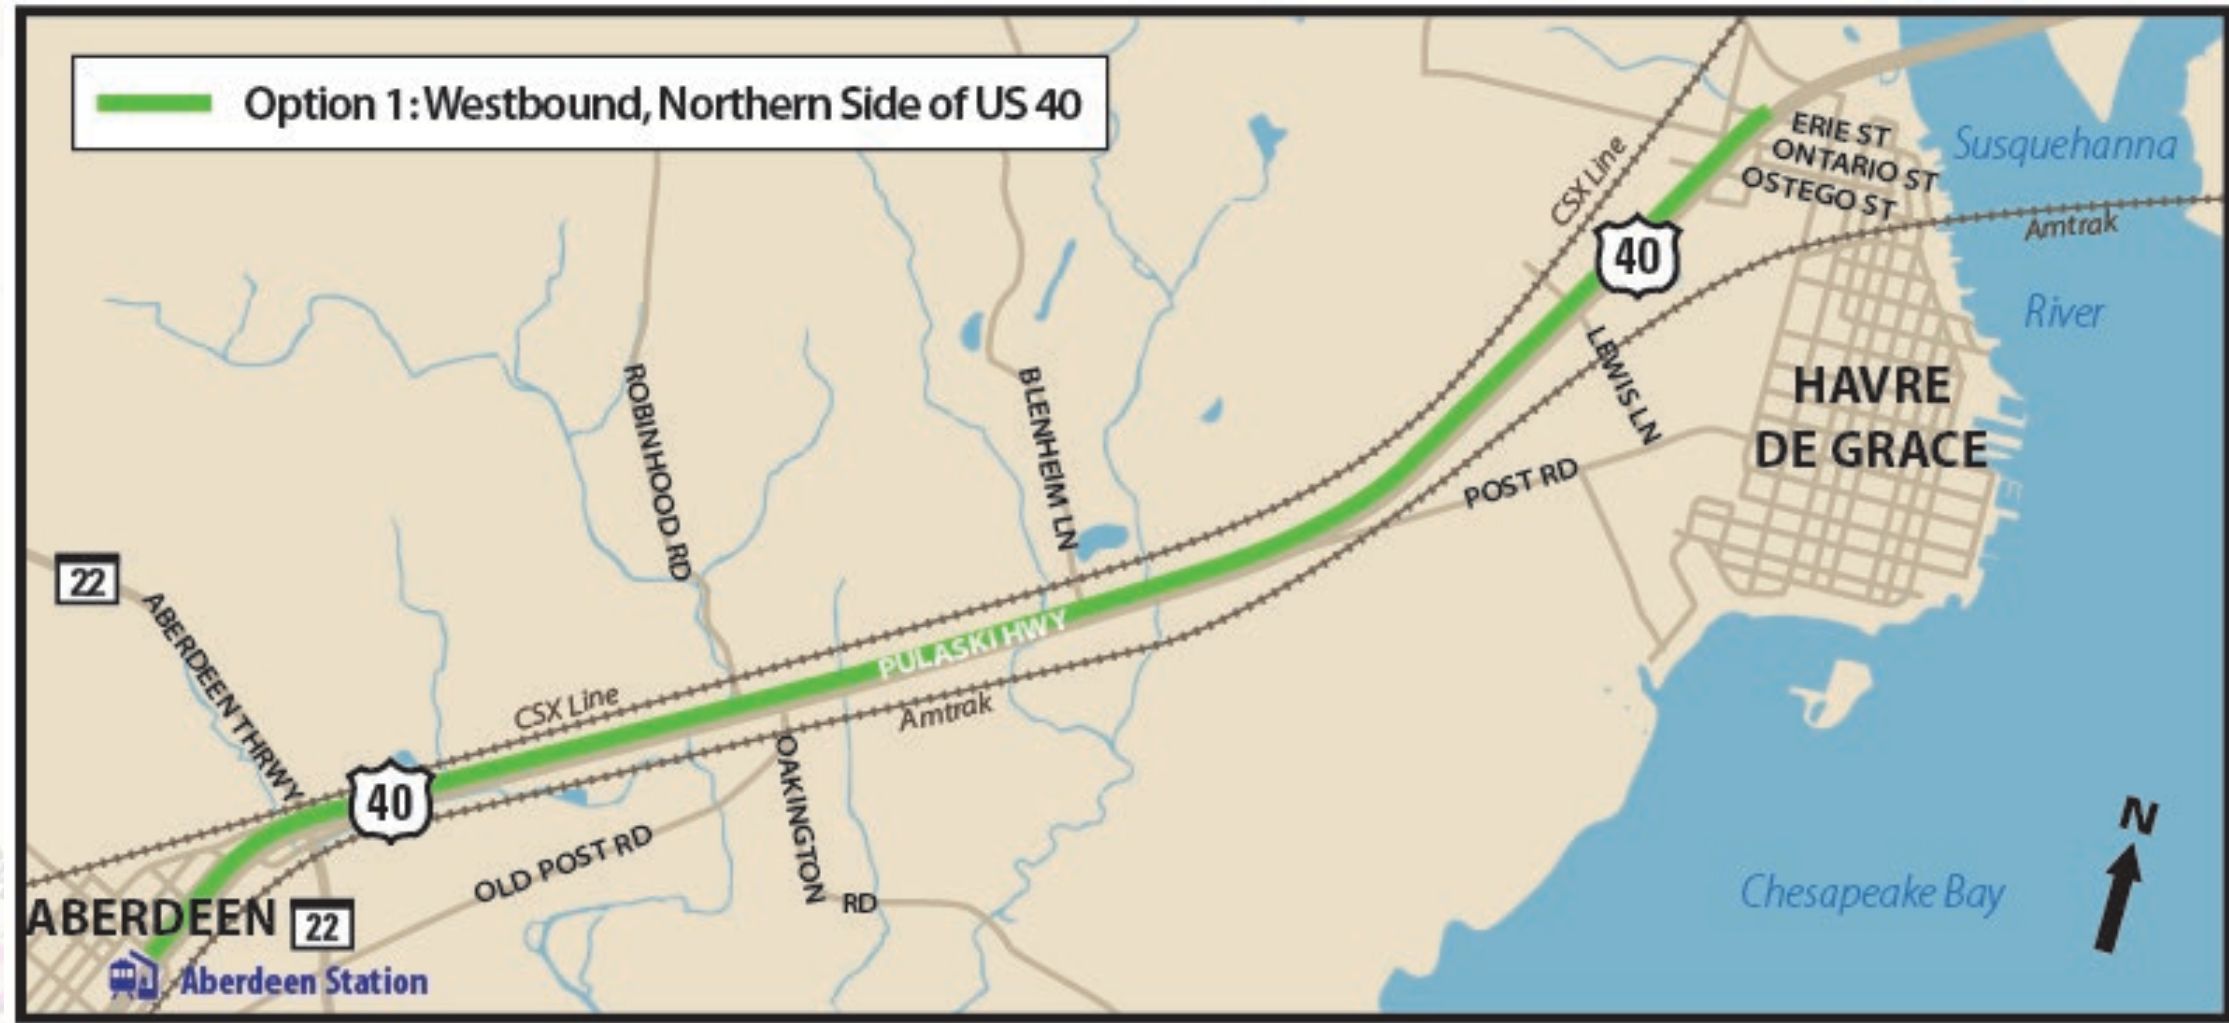 Option 1: Westbound, Northern Side of US 40
ERIE ST
ONTARIO ST
OSTEGO ST
Susquehanna
River
CSX Line
Amtrak
40
LEWIS LN
HAVRE
DE GRACE
POST RD
ROBINHOOD RD
BLENHEIM LN
22
ABERDEEN THRWY
PULASKI HWY
CSX Line
Amtrak
40
OAKINGTON RD
OLD POST RD
ABERDEEN
22
Aberdeen Station
Chesapeake Bay
N